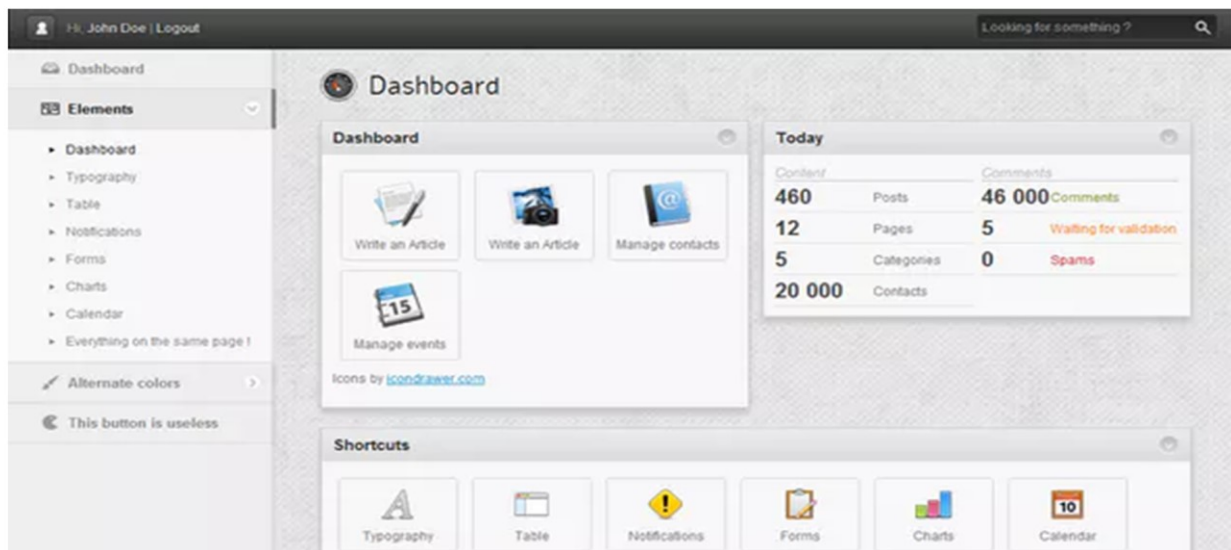 Hi, John Doe | Logout
Looking for something ?
Dashboard
Elements
Dashboard
Typography
Table
Notifications
Forms
Charts
Calendar
Everything on the same page !
Alternate colors
This button is useless
Dashboard
Dashboard
Write an Article
Write an Article
Manage contacts
15
Manage events
Icons by icondrawer.com
Today
Content
460 Posts
12 Pages
5 Categories
20 000 Contacts
Comments
46 000 Comments
5 Waiting for validation
0 Spams
Shortcuts
Typography
Table
Notifications
Forms
Charts
10
Calendar